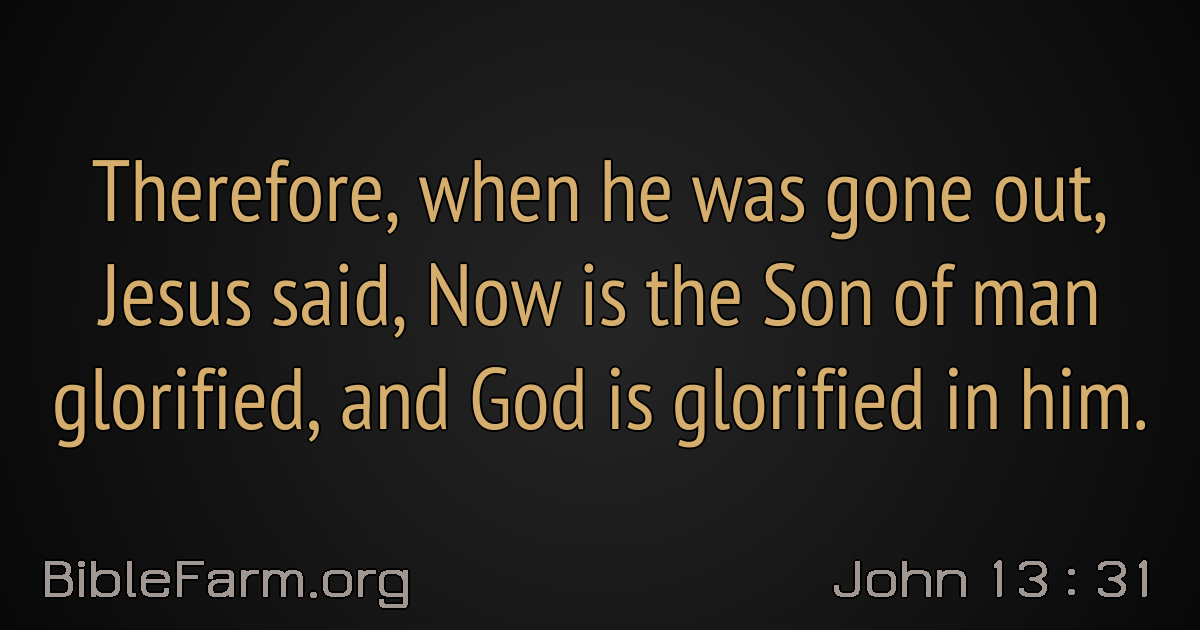 Therefore, when he was gone out,
Jesus said, Now is the Son of man
glorified, and God is glorified in him.
BibleFarm.org
John 13 : 31